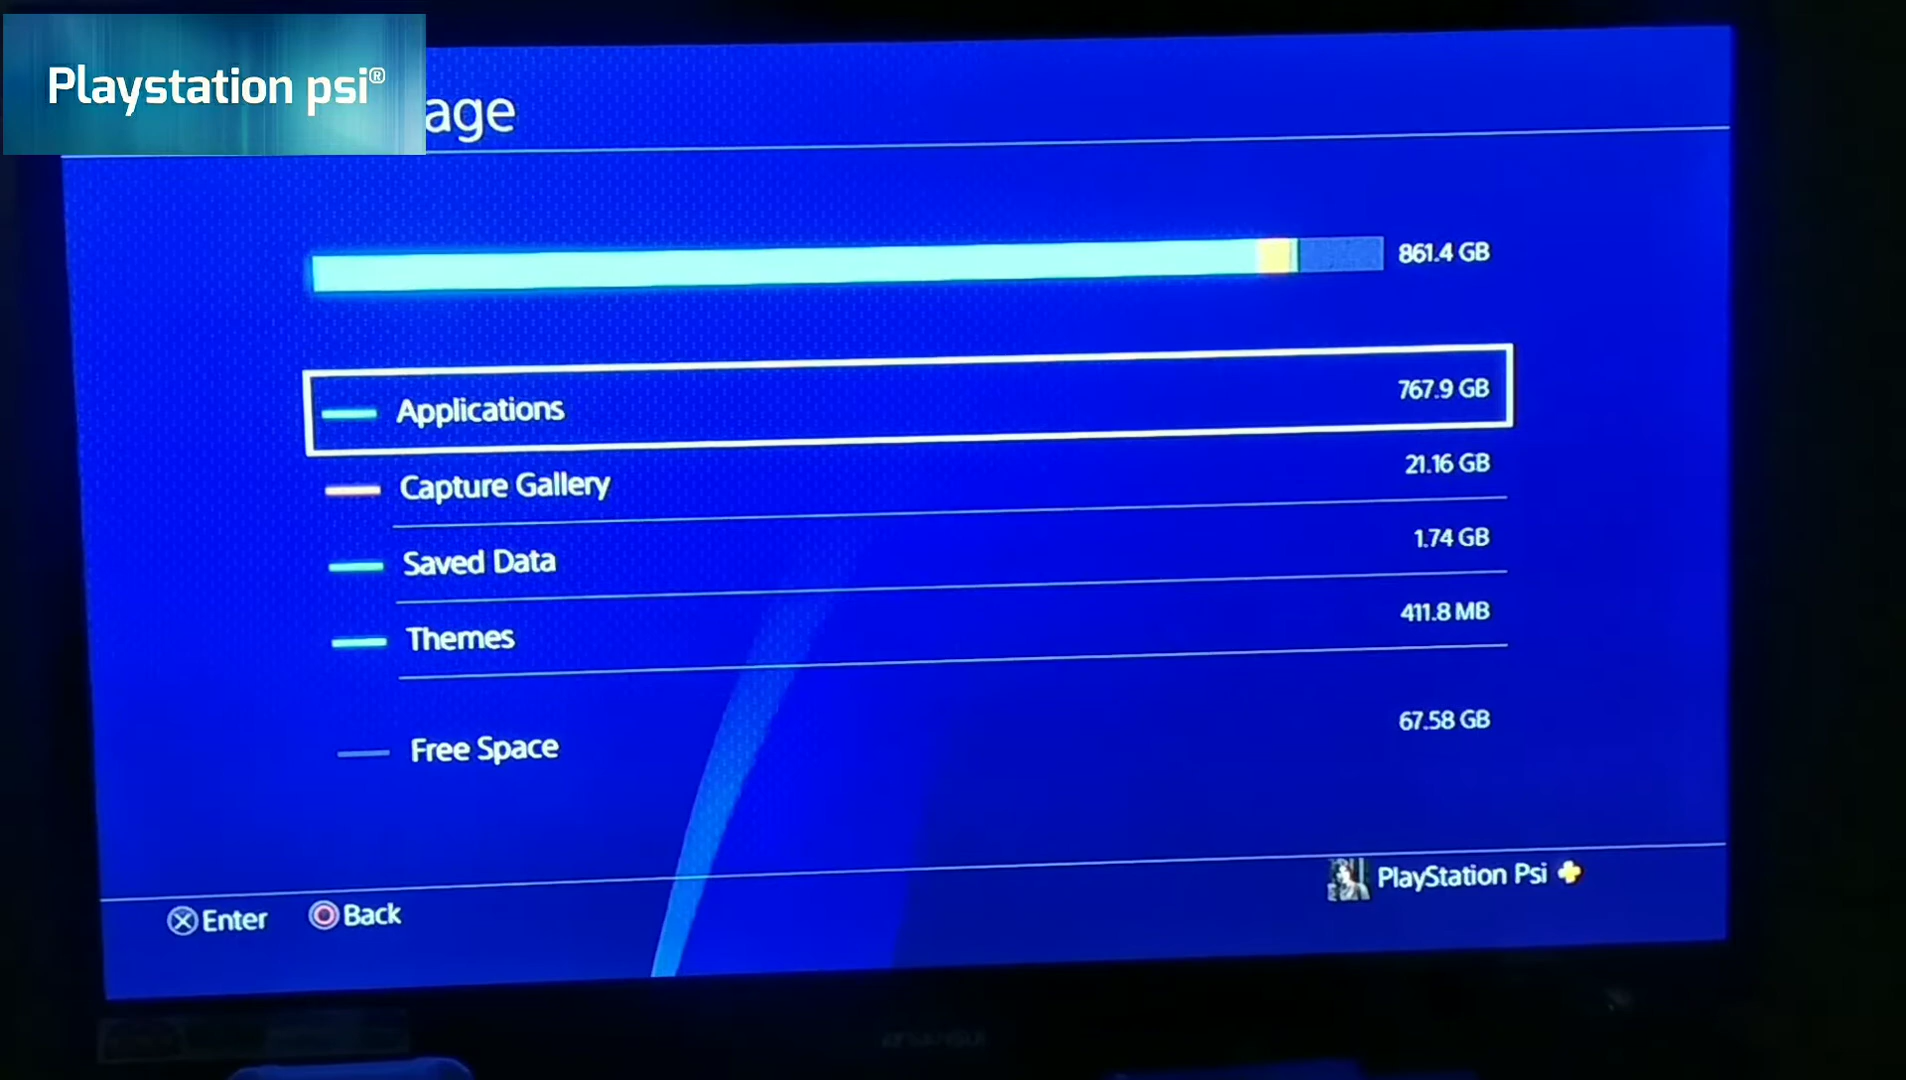 Playstation psi®
age
861.4 GB
Applications 767.9 GB
Capture Gallery 21.16 GB
Saved Data 1.74 GB
Themes 411.8 MB
Free Space 67.58 GB
PlayStation Psi
Enter Back